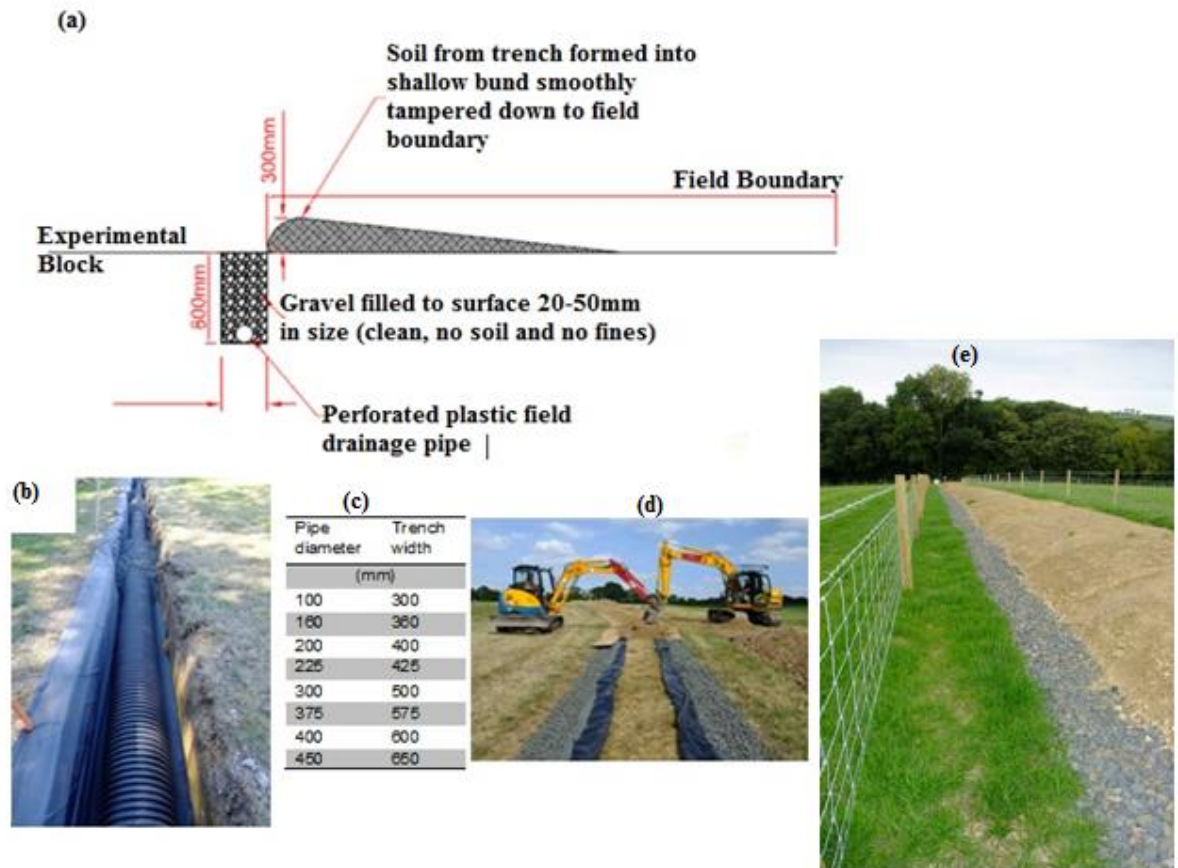 (a)
Soil from trench formed into
shallow bund smoothly
tampered down to field
boundary
300mm
Field Boundary
Experimental
Block
600mm
Gravel filled to surface 20-50mm
in size (clean, no soil and no fines)
Perforated plastic field
drainage pipe
(b)
(c)
Pipe diameter Trench width
(mm)
100 300
160 360
200 400
225 425
300 500
375 575
400 600
450 650
(d)
(e)